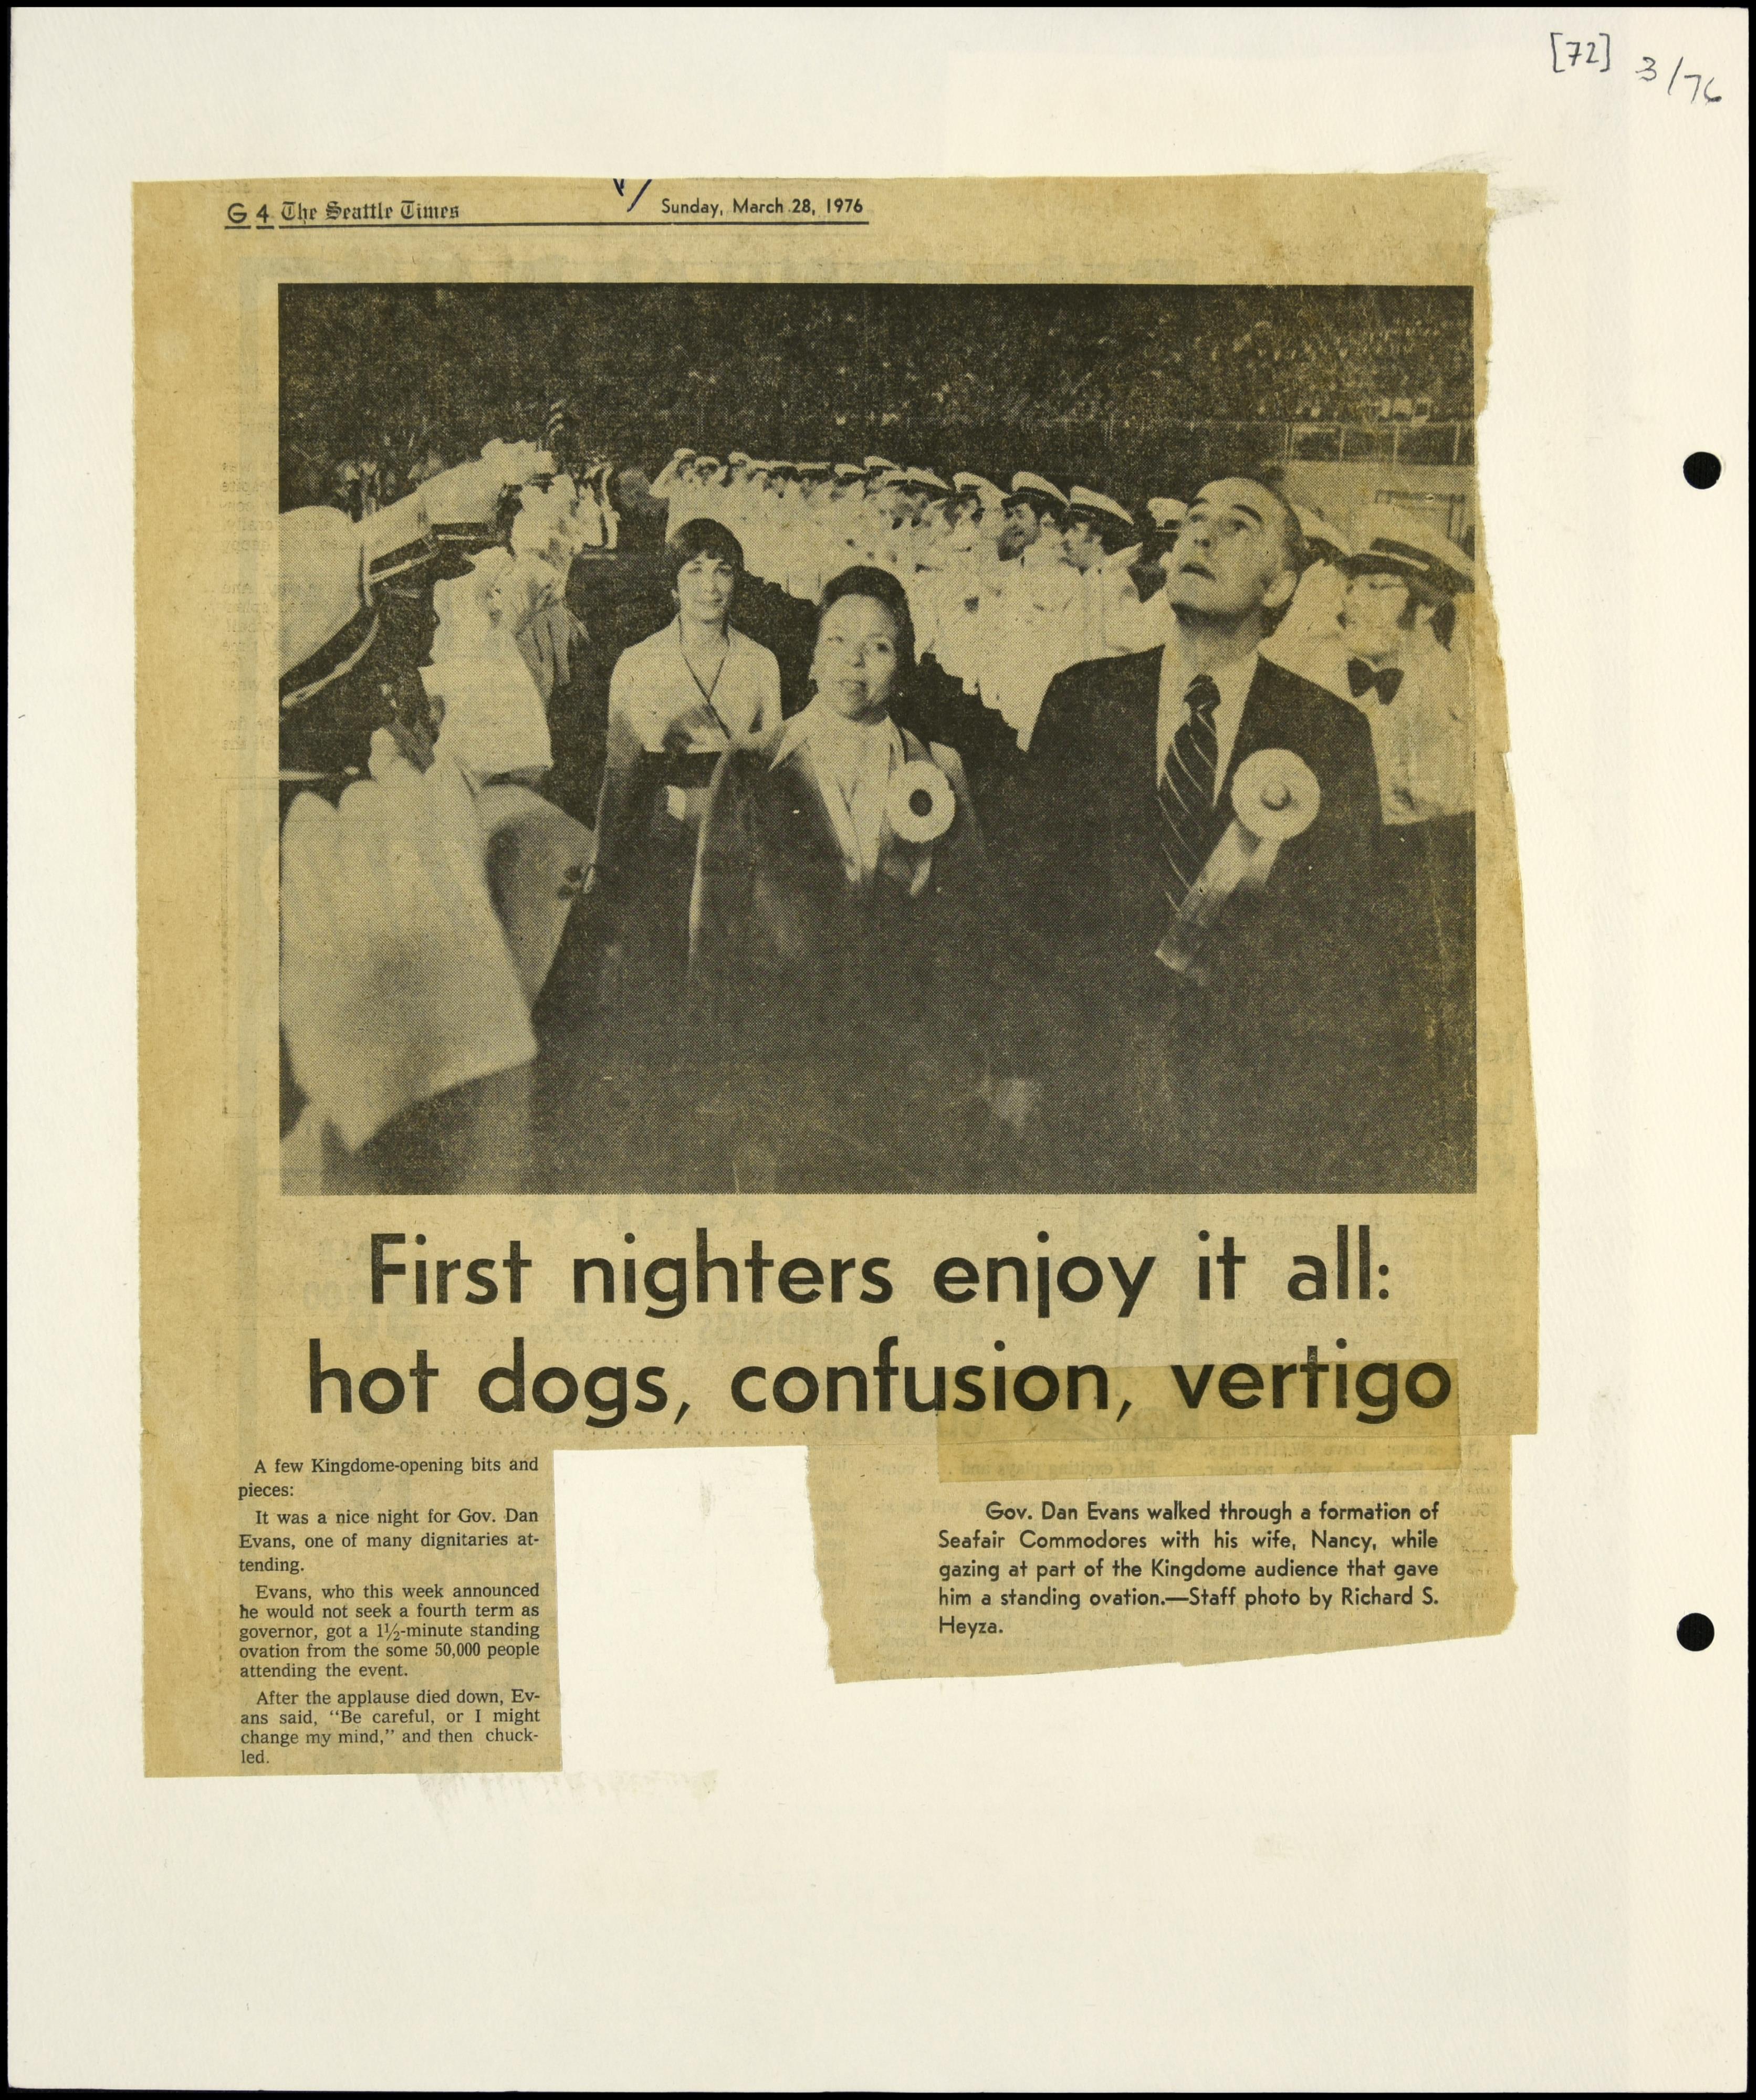 [72] 3/76
G 4 The Seattle Times Sunday, March 28, 1976
First nighters enjoy it all:
hot dogs, confusion, vertigo
A few Kingdome-opening bits and
pieces:
It was a nice night for Gov. Dan
Evans, one of many dignitaries at-
tending.
Evans, who this week announced
he would not seek a fourth term as
governor, got a 1½-minute standing
ovation from the some 50,000 people
attending the event.
After the applause died down, Ev-
ans said, "Be careful, or I might
change my mind," and then chuck-
led.
Gov. Dan Evans walked through a formation of
Seafair Commodores with his wife, Nancy, while
gazing at part of the Kingdome audience that gave
him a standing ovation.—Staff photo by Richard S.
Heyza.